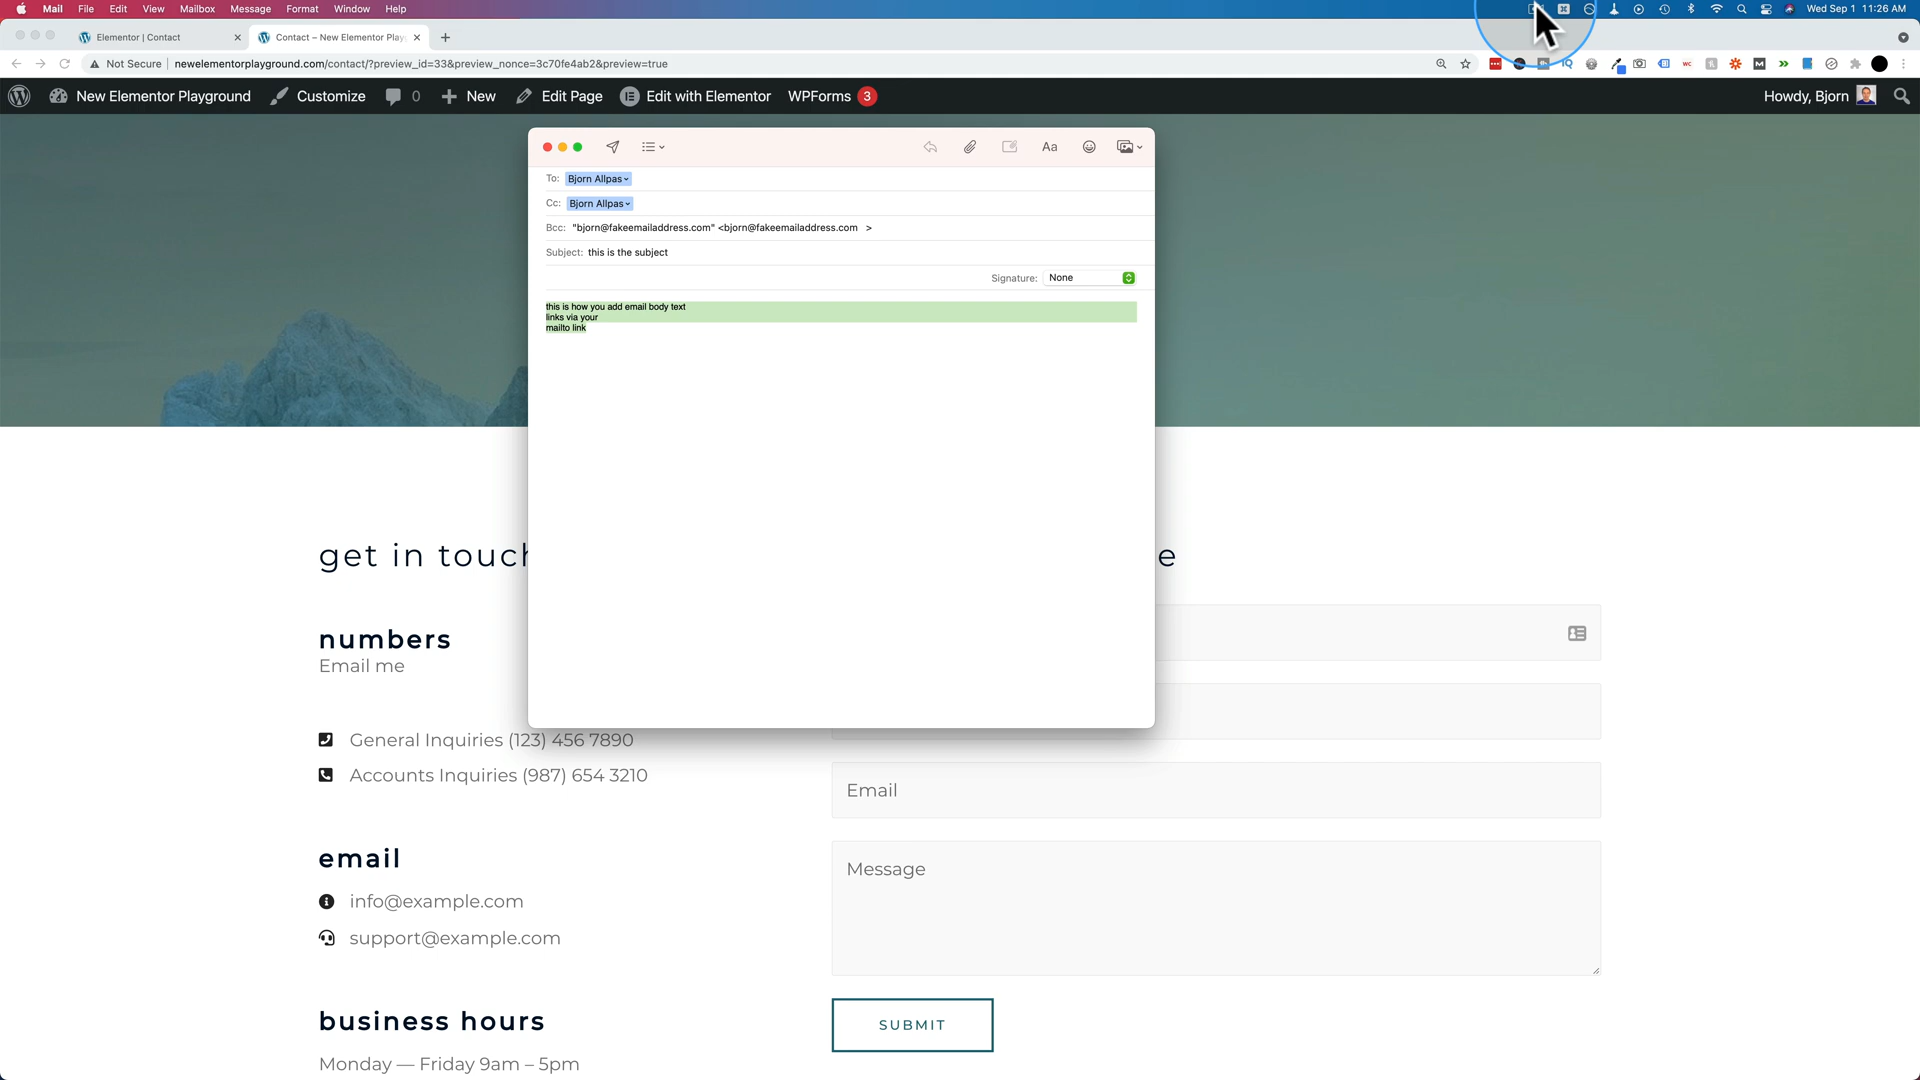 Mail File Edit View Mailbox Message Format Window Help
Wed Sep 1 11:26 AM
Elementor | Contact
Contact – New Elementor Play
Not Secure | newelementorplayground.com/contact/?preview_id=33&preview_nonce=3c70fe4ab2&preview=true
New Elementor Playground Customize 0 New Edit Page Edit with Elementor WPForms 3
Howdy, Bjorn
Aa
To: Bjorn Allpas
Cc: Bjorn Allpas
Bcc: "bjorn@fakeemailaddress.com" <bjorn@fakeemailaddress.com >
Subject: this is the subject
Signature: None
this is how you add email body text
links via your
mailto link
get in touch
e
numbers
Email me
General Inquiries (123) 456 7890
Accounts Inquiries (987) 654 3210
email
info@example.com
support@example.com
business hours
Monday — Friday 9am – 5pm
Email
Message
SUBMIT